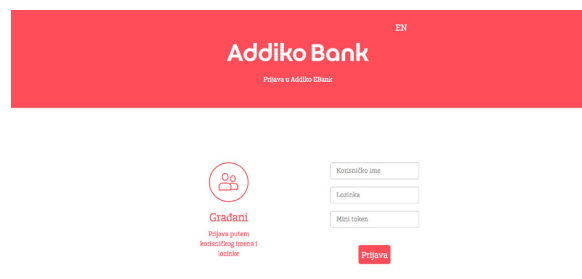 EN
Addiko Bank
Prijava u Addiko EBank
Korisničko ime
Građani
Lozinka
Prijava putem
korisničkog imena i
lozinke
Mini token
Prijava